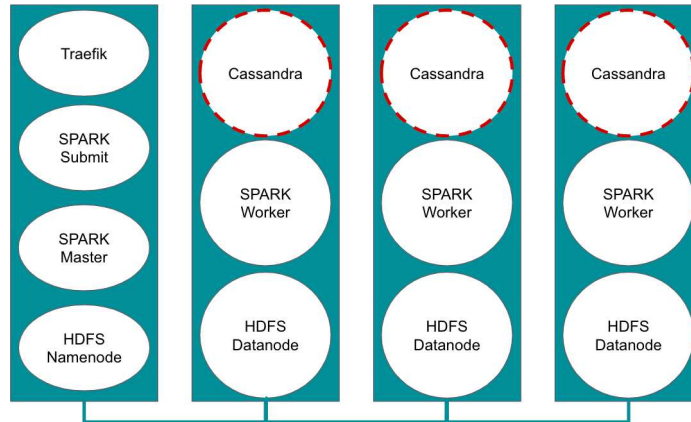 Traefik
SPARK
Submit
SPARK
Master
HDFS
Namenode
Cassandra
SPARK
Worker
HDFS
Datanode
Cassandra
SPARK
Worker
HDFS
Datanode
Cassandra
SPARK
Worker
HDFS
Datanode